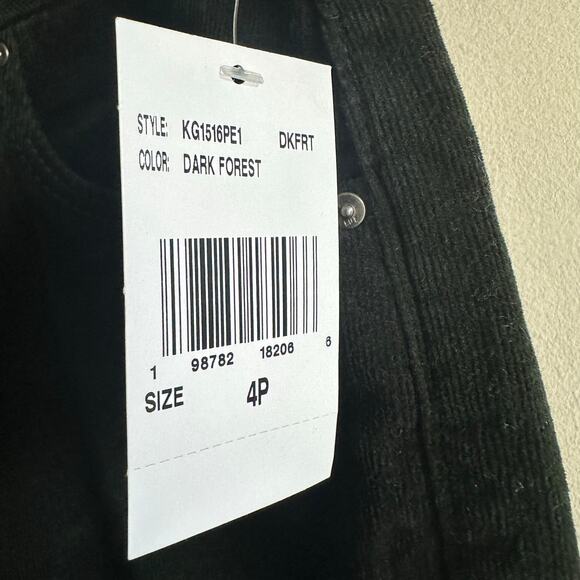 STYLE: KG1516PE1 DKFRT
COLOR: DARK FOREST
1 98782 18206 6
SIZE 4P